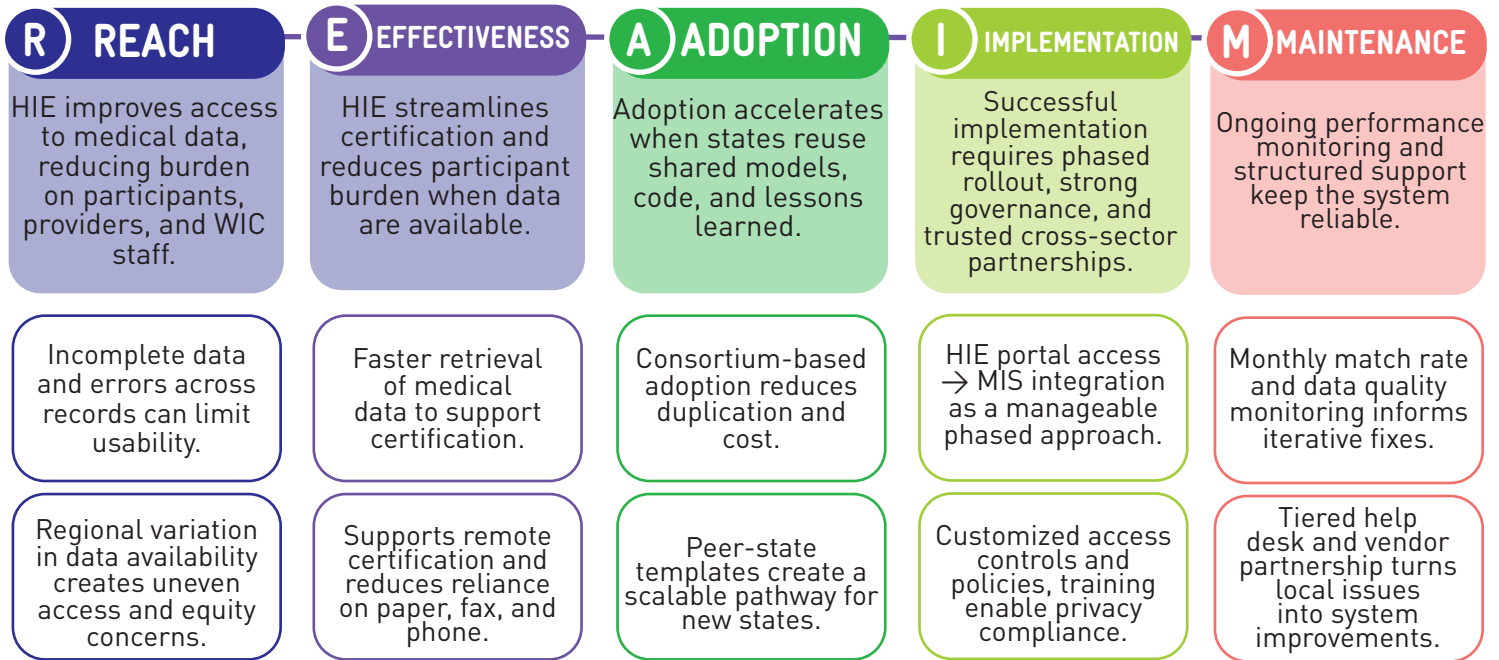 R REACH
HIE improves access
to medical data,
reducing burden
on participants,
providers, and WIC
staff.
Incomplete data
and errors across
records can limit
usability.
Regional variation
in data availability
creates uneven
access and equity
concerns.
E EFFECTIVENESS
HIE streamlines
certification and
reduces participant
burden when data
are available.
Faster retrieval
of medical
data to support
certification.
Supports remote
certification and
reduces reliance
on paper, fax, and
phone.
A ADOPTION
Adoption accelerates
when states reuse
shared models,
code, and lessons
learned.
Consortium-based
adoption reduces
duplication and
cost.
Peer-state
templates create a
scalable pathway for
new states.
I IMPLEMENTATION
Successful
implementation
requires phased
rollout, strong
governance, and
trusted cross-sector
partnerships.
HIE portal access
→ MIS integration
as a manageable
phased approach.
Customized access
controls and
policies, training
enable privacy
compliance.
M MAINTENANCE
Ongoing performance
monitoring and
structured support
keep the system
reliable.
Monthly match rate
and data quality
monitoring informs
iterative fixes.
Tiered help
desk and vendor
partnership turns
local issues
into system
improvements.